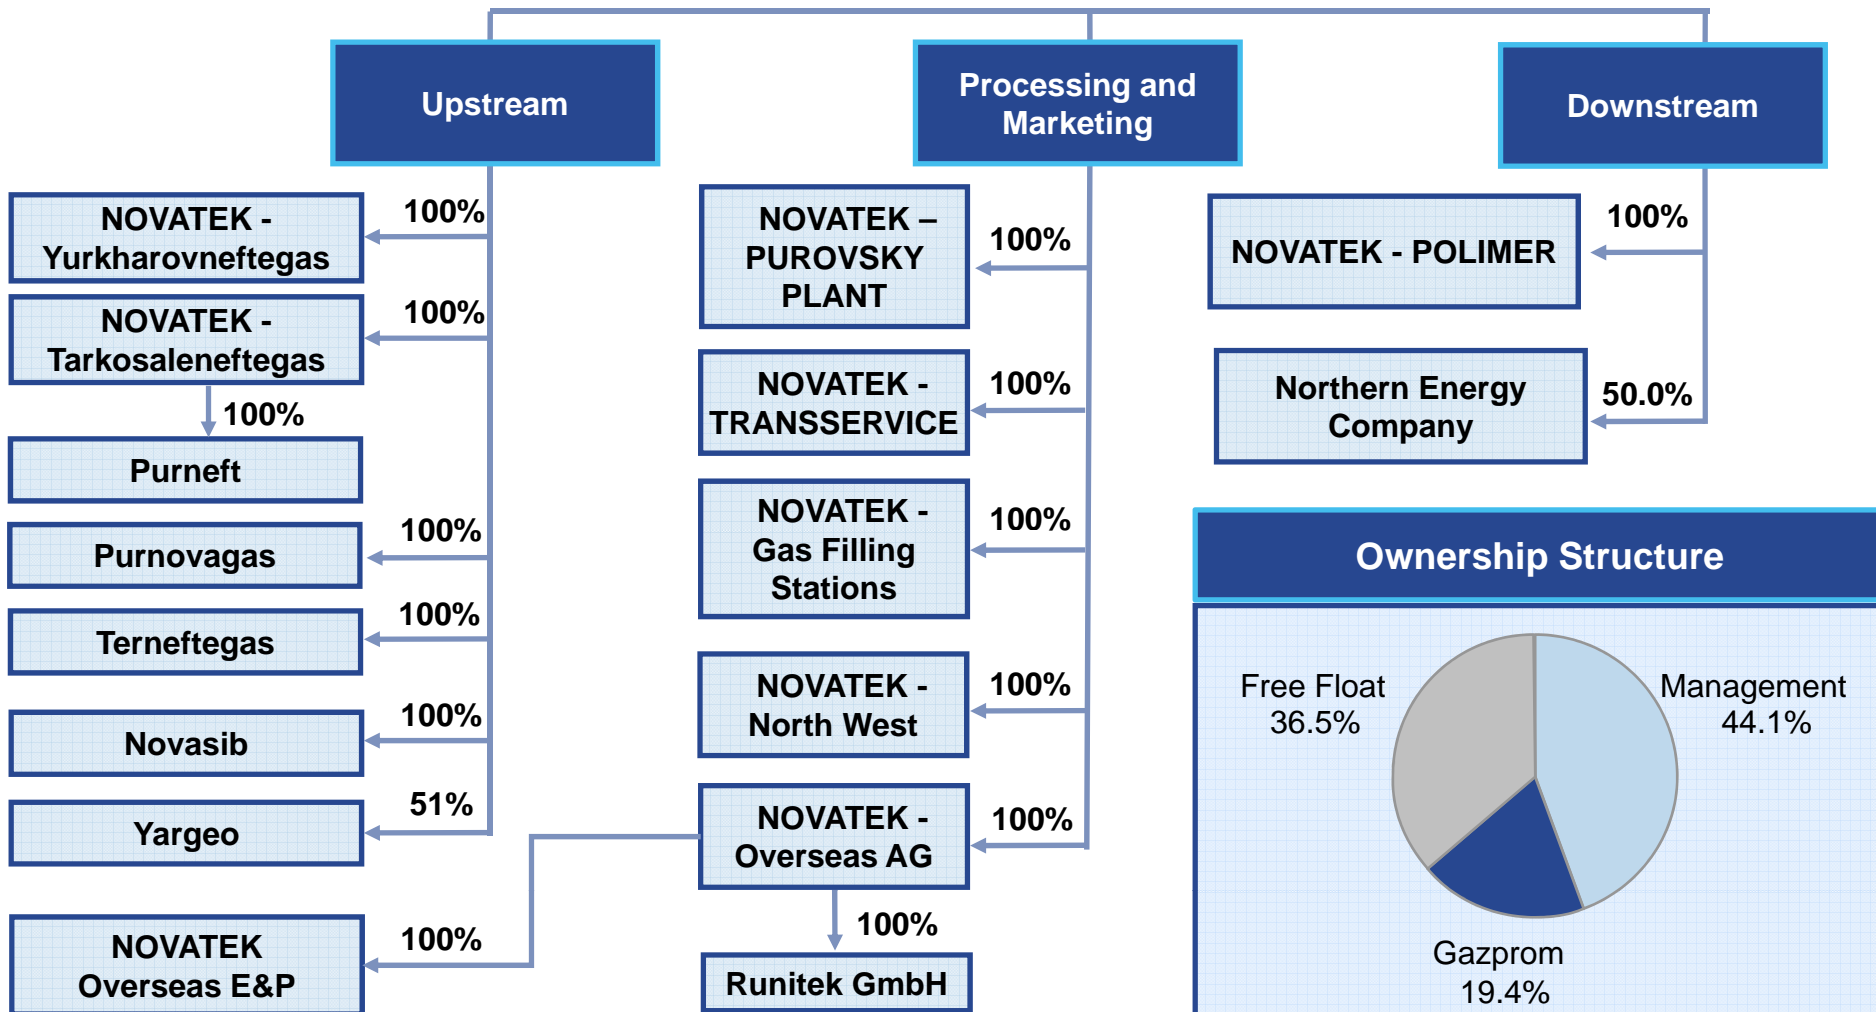 Upstream
Processing and
Marketing
Downstream
NOVATEK -
Yurkharovneftegas
100%
NOVATEK -
Tarkosaleneftegas
100%
100%
Purneft
Purnovagas
100%
Terneftegas
100%
Novasib
100%
Yargeo
51%
NOVATEK
Overseas E&P
100%
NOVATEK –
PUROVSKY
PLANT
100%
NOVATEK -
TRANSSERVICE
100%
NOVATEK -
Gas Filling
Stations
100%
NOVATEK -
North West
100%
NOVATEK -
Overseas AG
100%
100%
Runitek GmbH
NOVATEK - POLIMER
100%
Northern Energy
Company
50.0%
Ownership Structure
Free Float
36.5%
Management
44.1%
Gazprom
19.4%